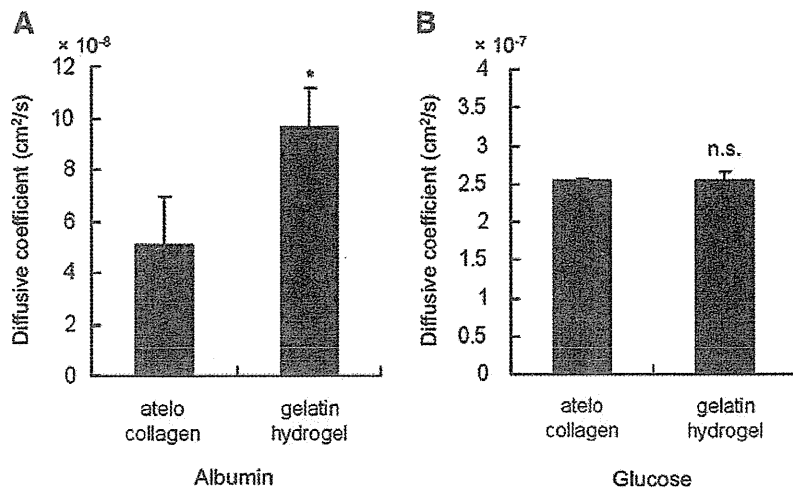 A
× 10-8
Diffusive coefficient (cm2/s)
12
10
8
6
4
2
0
*
atelo
collagen
gelatin
hydrogel
Albumin
B
× 10-7
Diffusive coefficient (cm2/s)
4
3.5
3
2.5
2
1.5
1
0.5
0
n.s.
atelo
collagen
gelatin
hydrogel
Glucose